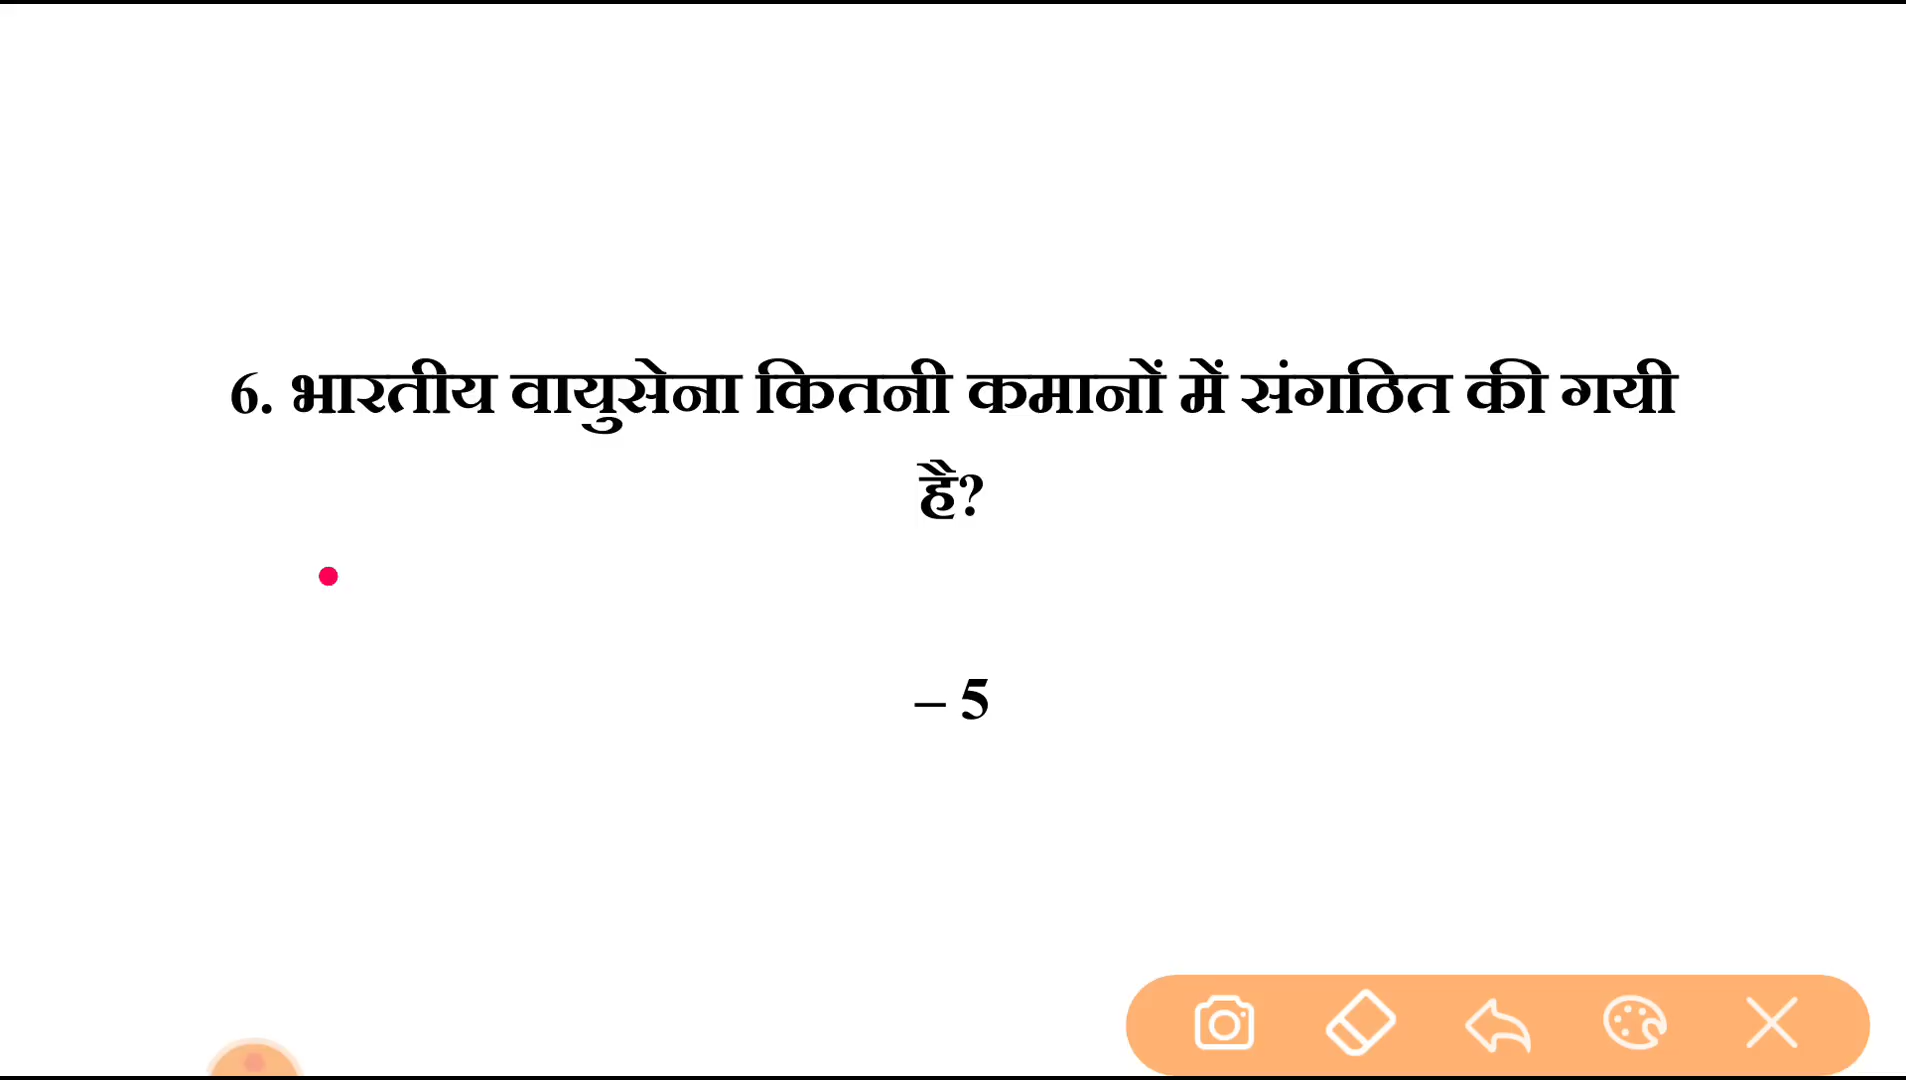 6. भारतीय वायुसेना कितनी कमानों में संगठित की गयी
है?
– 5